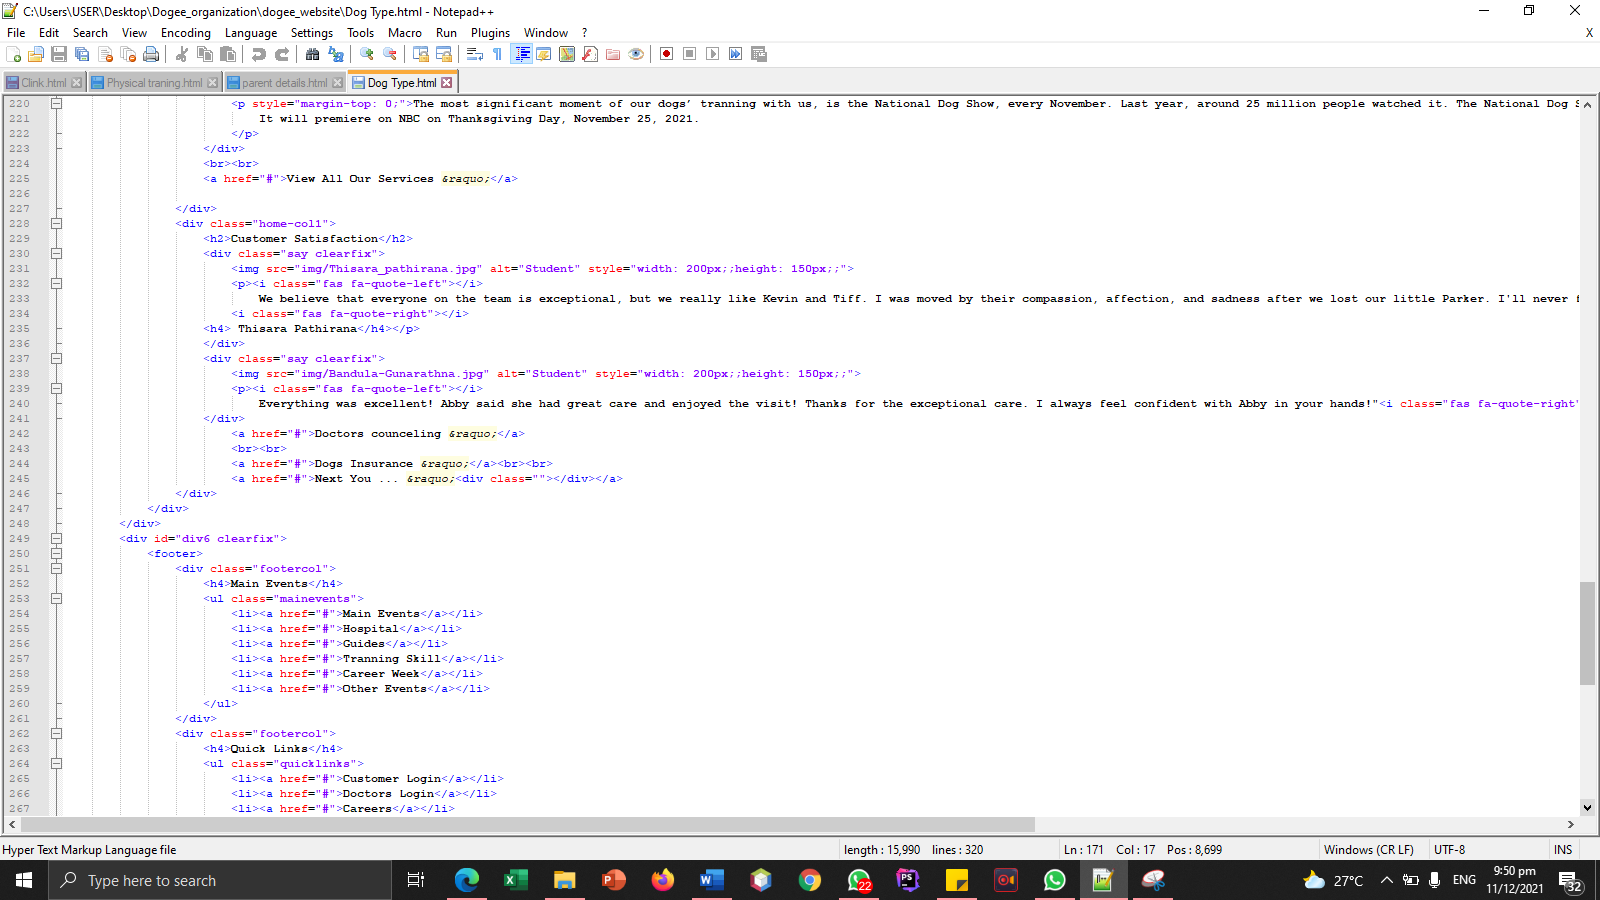 C:\Users\USER\Desktop\Dogee_organization\dogee_website\Dog Type.html - Notepad++
File Edit Search View Encoding Language Settings Tools Macro Run Plugins Window ? X
Clink.html Physical traning.html parent details.html Dog Type.html
220 <p style="margin-top: 0;">The most significant moment of our dogs’ tranning with us, is the National Dog Show, every November. Last year, around 25 million people watched it. The National Dog S
221 It will premiere on NBC on Thanksgiving Day, November 25, 2021.
222 </p>
223 </div>
224 <br><br>
225 <a href="#">View All Our Services &raquo;</a>
226
227 </div>
228 <div class="home-col1">
229 <h2>Customer Satisfaction</h2>
230 <div class="say clearfix">
231 <img src="img/Thisara_pathirana.jpg" alt="Student" style="width: 200px;;height: 150px;;">
232 <p><i class="fas fa-quote-left"></i>
233 We believe that everyone on the team is exceptional, but we really like Kevin and Tiff. I was moved by their compassion, affection, and sadness after we lost our little Parker. I'll never f
234 <i class="fas fa-quote-right"></i>
235 <h4> Thisara Pathirana</h4></p>
236 </div>
237 <div class="say clearfix">
238 <img src="img/Bandula-Gunarathna.jpg" alt="Student" style="width: 200px;;height: 150px;;">
239 <p><i class="fas fa-quote-left"></i>
240 Everything was excellent! Abby said she had great care and enjoyed the visit! Thanks for the exceptional care. I always feel confident with Abby in your hands!"<i class="fas fa-quote-right"
241 </div>
242 <a href="#">Doctors counceling &raquo;</a>
243 <br><br>
244 <a href="#">Dogs Insurance &raquo;</a><br><br>
245 <a href="#">Next You ... &raquo;<div class=""></div></a>
246 </div>
247 </div>
248 </div>
249 <div id="div6 clearfix">
250 <footer>
251 <div class="footercol">
252 <h4>Main Events</h4>
253 <ul class="mainevents">
254 <li><a href="#">Main Events</a></li>
255 <li><a href="#">Hospital</a></li>
256 <li><a href="#">Guides</a></li>
257 <li><a href="#">Tranning Skill</a></li>
258 <li><a href="#">Career Week</a></li>
259 <li><a href="#">Other Events</a></li>
260 </ul>
261 </div>
262 <div class="footercol">
263 <h4>Quick Links</h4>
264 <ul class="quicklinks">
265 <li><a href="#">Customer Login</a></li>
266 <li><a href="#">Doctors Login</a></li>
267 <li><a href="#">Careers</a></li>
Hyper Text Markup Language file length : 15,990 lines : 320 Ln : 171 Col : 17 Pos : 8,699 Windows (CR LF) UTF-8 INS
Type here to search 22 PS 27°C ENG 9:50 pm
11/12/2021 32